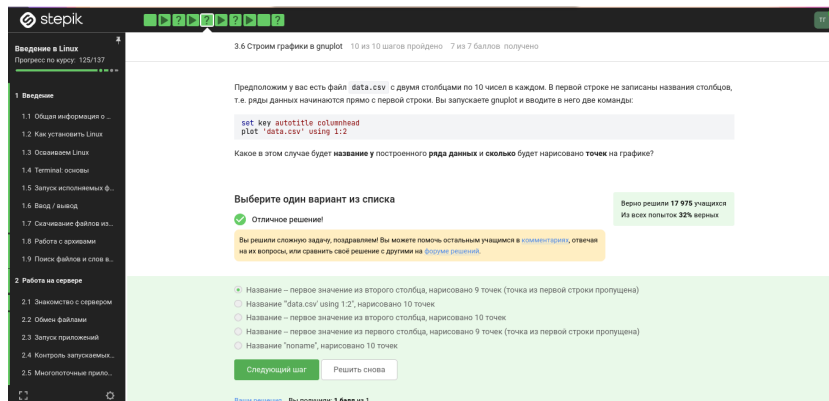 stepik
ТГ
Введение в Linux
Прогресс по курсу: 125/137
3.6 Строим графики в gnuplot 10 из 10 шагов пройдено 7 из 7 баллов получено
1 Введение
1.1 Общая информация о ...
1.2 Как установить Linux
1.3 Осваиваем Linux
1.4 Terminal: основы
1.5 Запуск исполняемых ф...
1.6 Ввод / вывод
1.7 Скачивание файлов из...
1.8 Работа с архивами
1.9 Поиск файлов и слов в...
2 Работа на сервере
2.1 Знакомство с сервером
2.2 Обмен файлами
2.3 Запуск приложений
2.4 Контроль запускаемых...
2.5 Многопоточные прило...
Предположим у вас есть файл data.csv с двумя столбцами по 10 чисел в каждом. В первой строке не записаны названия столбцов,
т.е. ряды данных начинаются прямо с первой строки. Вы запускаете gnuplot и вводите в него две команды:
set key autotitle columnhead
plot 'data.csv' using 1:2
Какое в этом случае будет название у построенного ряда данных и сколько будет нарисовано точек на графике?
Выберите один вариант из списка
Отличное решение!
Верно решили 17 975 учащихся
Из всех попыток 32% верных
Вы решили сложную задачу, поздравляем! Вы можете помочь остальным учащимся в комментариях, отвечая
на их вопросы, или сравнить своё решение с другими на форуме решений.
Название – первое значение из второго столбца, нарисовано 9 точек (точка из первой строки пропущена)
Название "data.csv' using 1:2", нарисовано 10 точек
Название – первое значение из второго столбца, нарисовано 10 точек
Название – первое значение из первого столбца, нарисовано 9 точек (точка из первой строки пропущена)
Название "noname", нарисовано 10 точек
Следующий шаг
Решить снова
Ваши решения Вы получили: 1 балл из 1